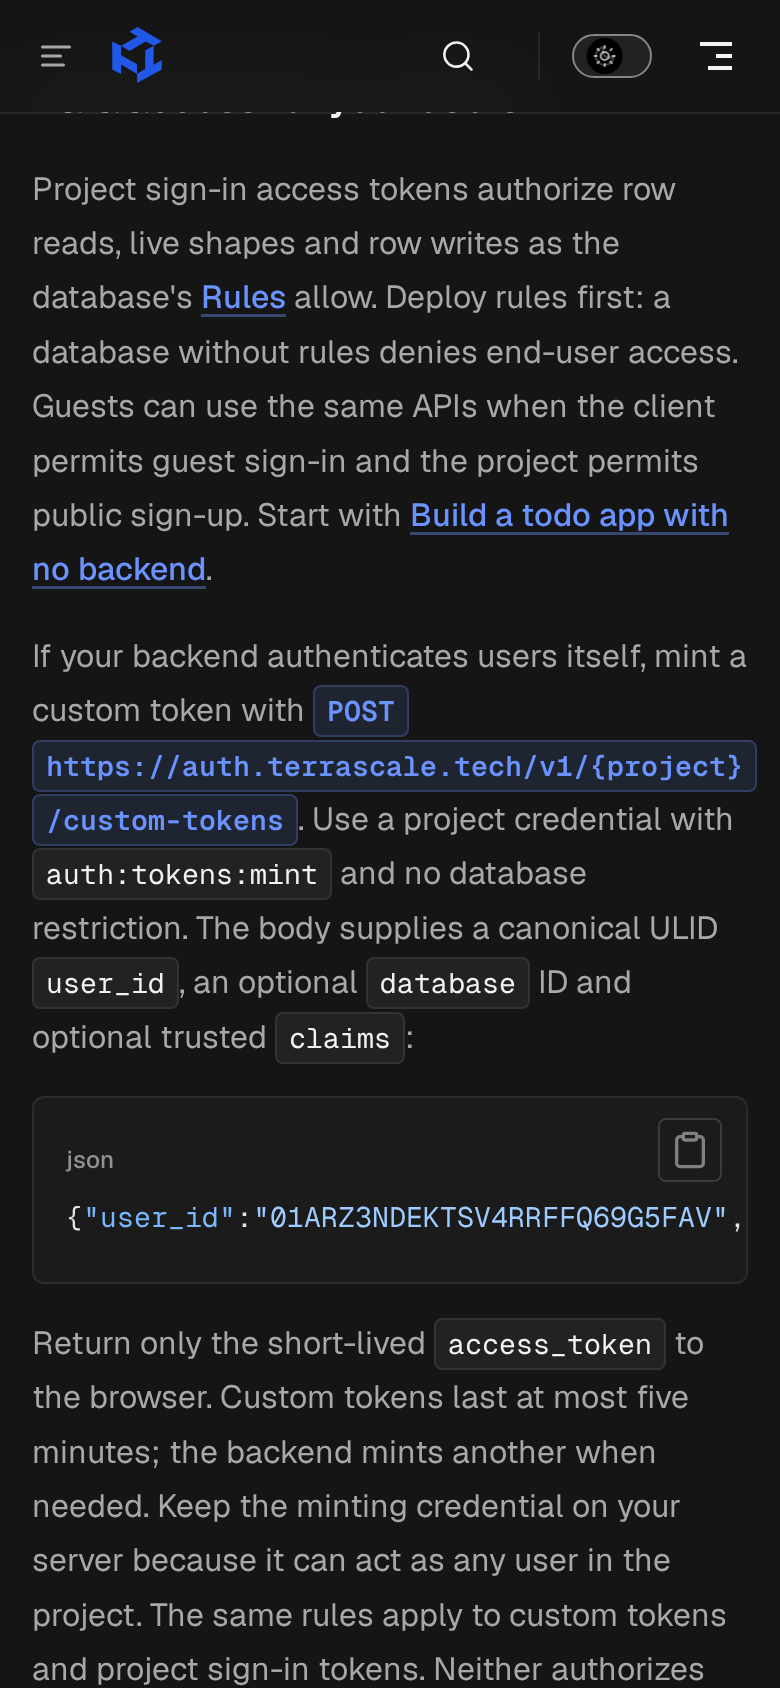 Project sign-in access tokens authorize row
reads, live shapes and row writes as the
database's Rules allow. Deploy rules first: a
database without rules denies end-user access.
Guests can use the same APIs when the client
permits guest sign-in and the project permits
public sign-up. Start with Build a todo app with
no backend.
If your backend authenticates users itself, mint a
custom token with POST
https://auth.terrascale.tech/v1/{project}
/custom-tokens. Use a project credential with
auth:tokens:mint and no database
restriction. The body supplies a canonical ULID
user_id, an optional database ID and
optional trusted claims:
json
{"user_id":"01ARZ3NDEKTSV4RRFFQ69G5FAV",
Return only the short-lived access_token to
the browser. Custom tokens last at most five
minutes; the backend mints another when
needed. Keep the minting credential on your
server because it can act as any user in the
project. The same rules apply to custom tokens
and project sign-in tokens. Neither authorizes